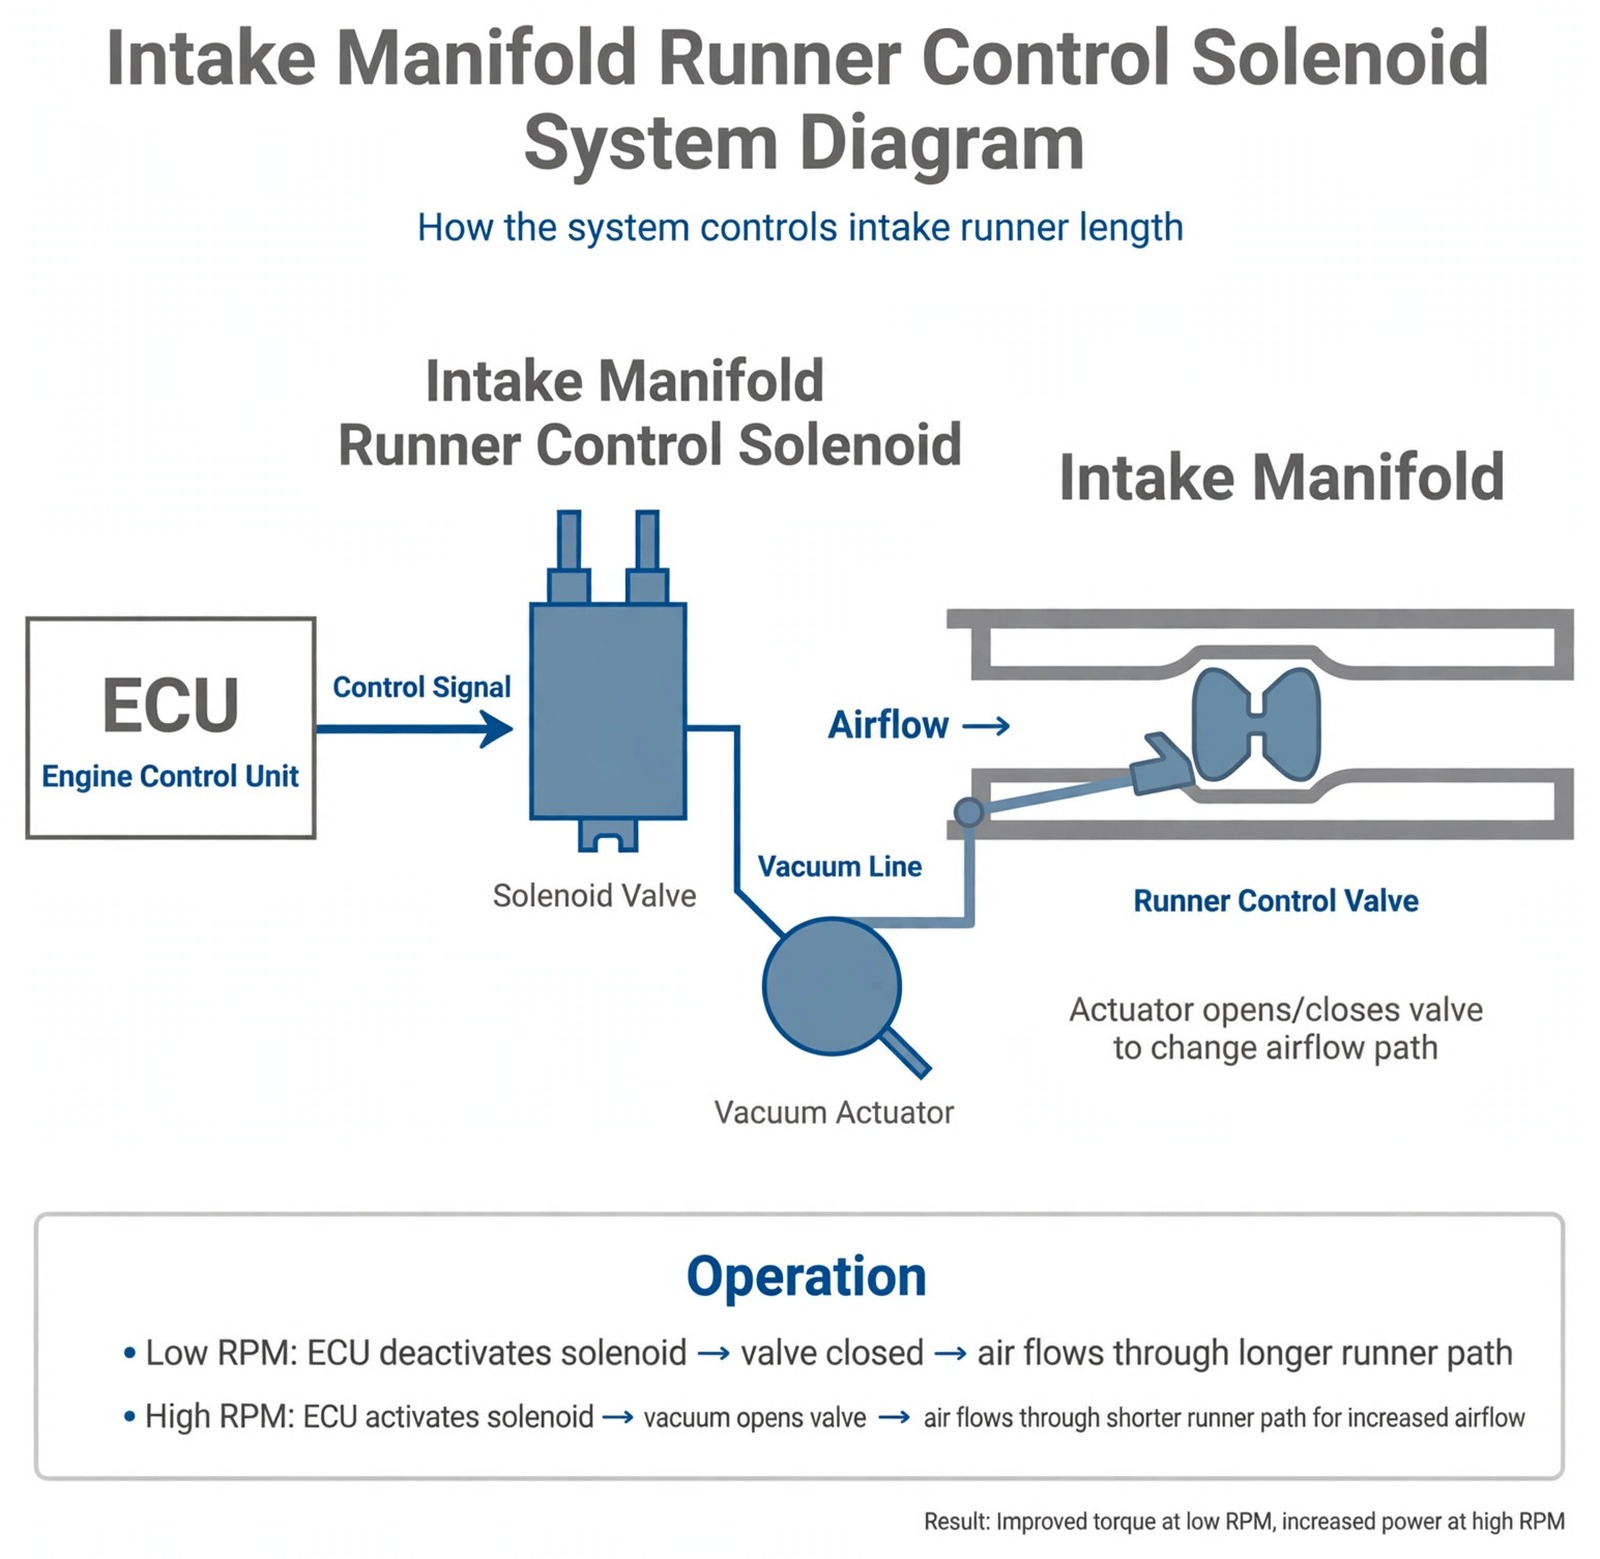 Intake Manifold Runner Control Solenoid
System Diagram
How the system controls intake runner length
Intake Manifold
Runner Control Solenoid
Intake Manifold
ECU
Engine Control Unit
Control Signal
Airflow →
Solenoid Valve
Vacuum Line
Runner Control Valve
Vacuum Actuator
Actuator opens/closes valve
to change airflow path
Operation
• Low RPM: ECU deactivates solenoid → valve closed → air flows through longer runner path
• High RPM: ECU activates solenoid → vacuum opens valve → air flows through shorter runner path for increased airflow
Result: Improved torque at low RPM, increased power at high RPM